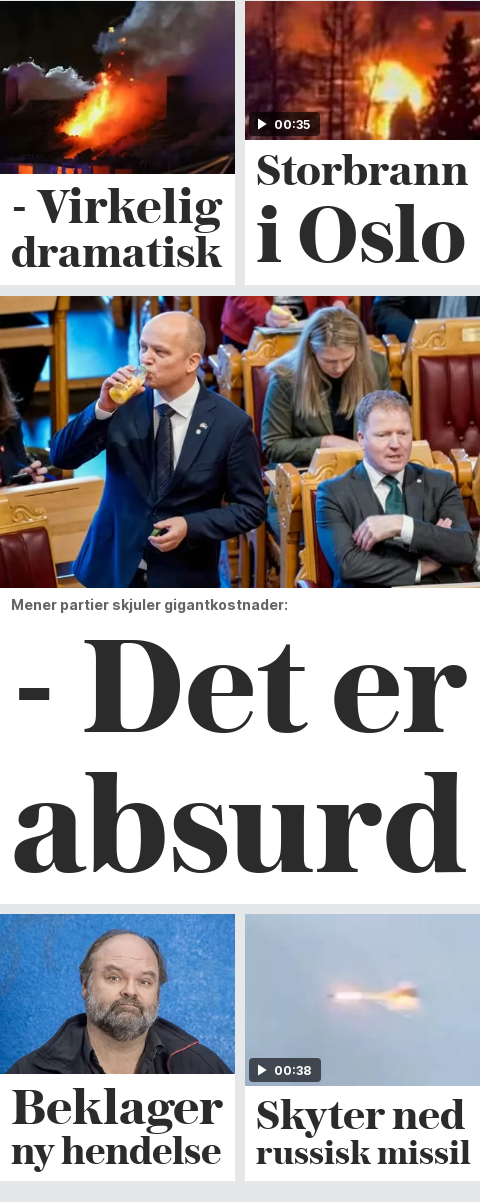 - Virkelig
dramatisk
00:35
Storbrann
i Oslo
Mener partier skjuler gigantkostnader:
- Det er
absurd
Beklager
ny hendelse
00:38
Skyter ned
russisk missil